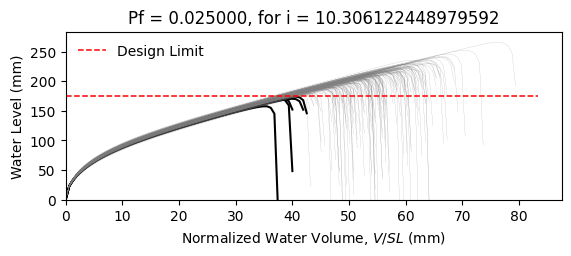 Pf = 0.025000, for i = 10.306122448979592
Water Level (mm)
250
200
150
100
50
0
Design Limit
0 10 20 30 40 50 60 70 80
Normalized Water Volume, V/SL (mm)